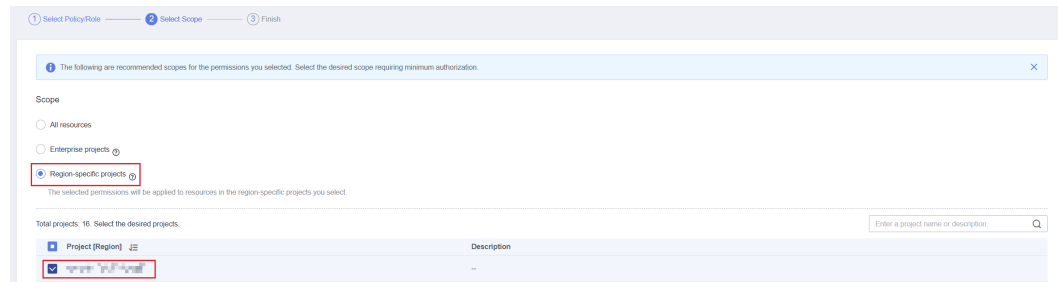 1 Select Policy/Role 2 Select Scope 3 Finish
The following are recommended scopes for the permissions you selected. Select the desired scope requiring minimum authorization.
Scope
All resources
Enterprise projects
Region-specific projects
The selected permissions will be applied to resources in the region-specific projects you select.
Total projects: 16. Select the desired projects.
Enter a project name or description.
Project [Region] Description
--